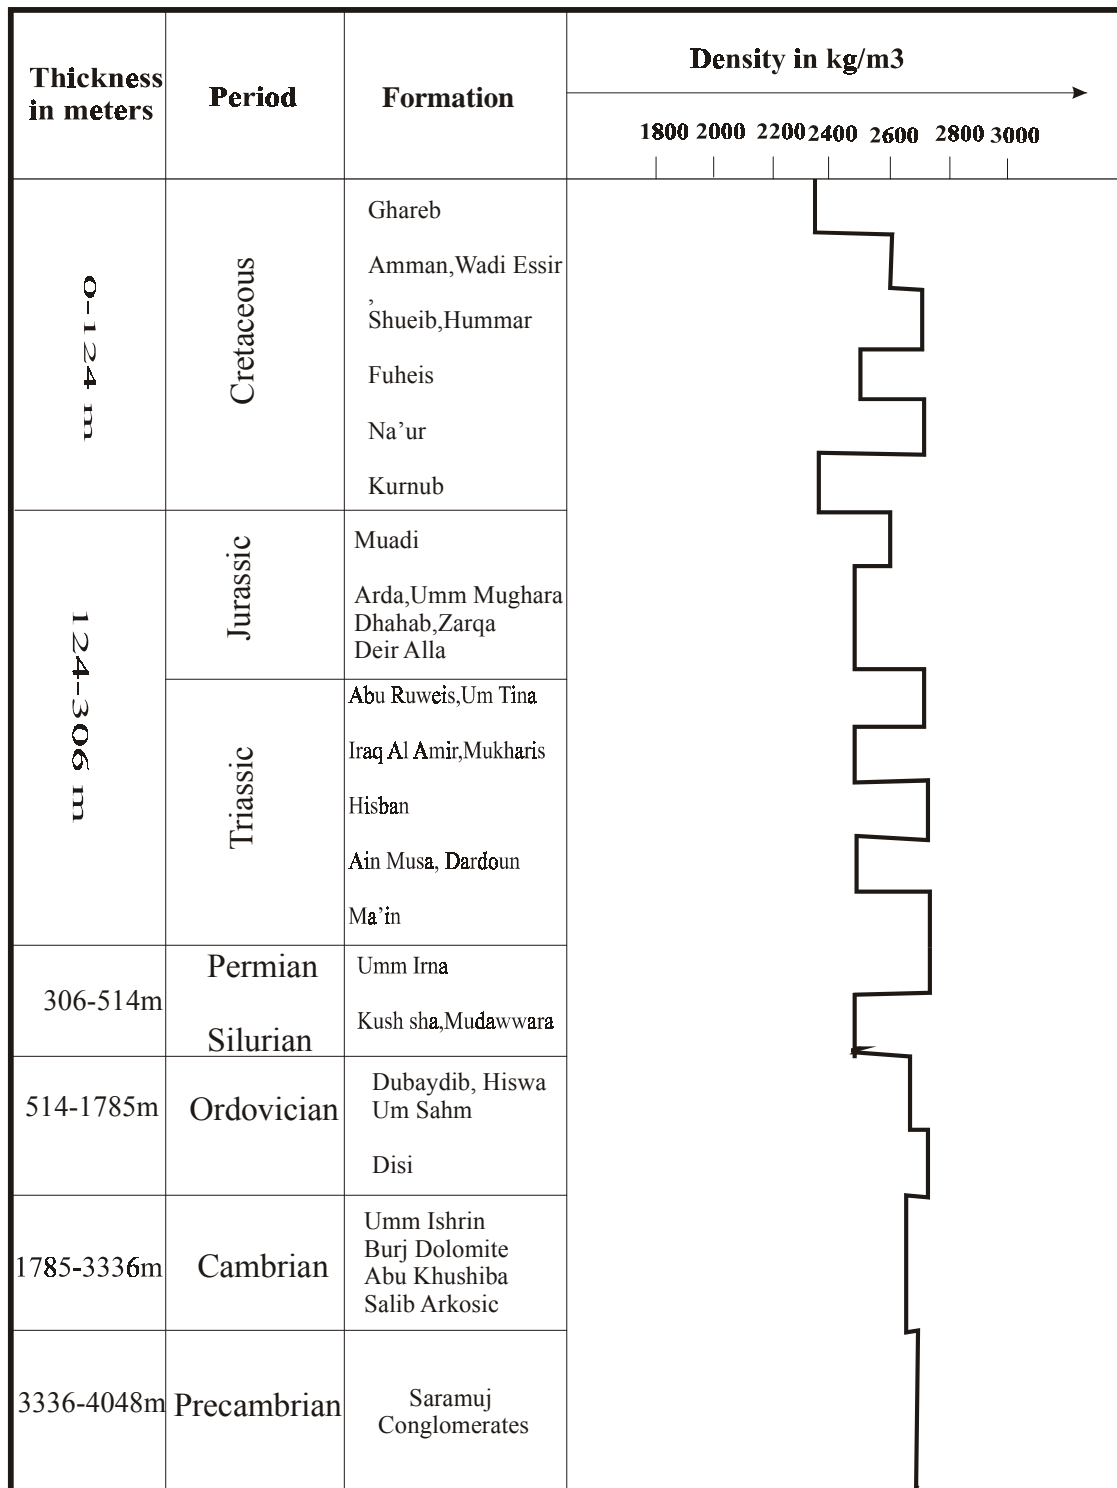 Thickness
in meters
Period
Formation
Density in kg/m3
1800 2000 2200 2400 2600 2800 3000
0-124 m
Cretaceous
Ghareb
Amman,Wadi Essir
,
Shueib,Hummar
Fuheis
Na’ur
Kurnub
124-306 m
Jurassic
Muadi
Arda,Umm Mughara
Dhahab,Zarqa
Deir Alla
Triassic
Abu Ruweis,Um Tina
Iraq Al Amir,Mukharis
Hisban
Ain Musa, Dardoun
Ma’in
306-514m
Permian
Silurian
Umm Irna
Kush sha,Mudawwara
514-1785m
Ordovician
Dubaydib, Hiswa
Um Sahm
Disi
1785-3336m
Cambrian
Umm Ishrin
Burj Dolomite
Abu Khushiba
Salib Arkosic
3336-4048m
Precambrian
Saramuj
Conglomerates